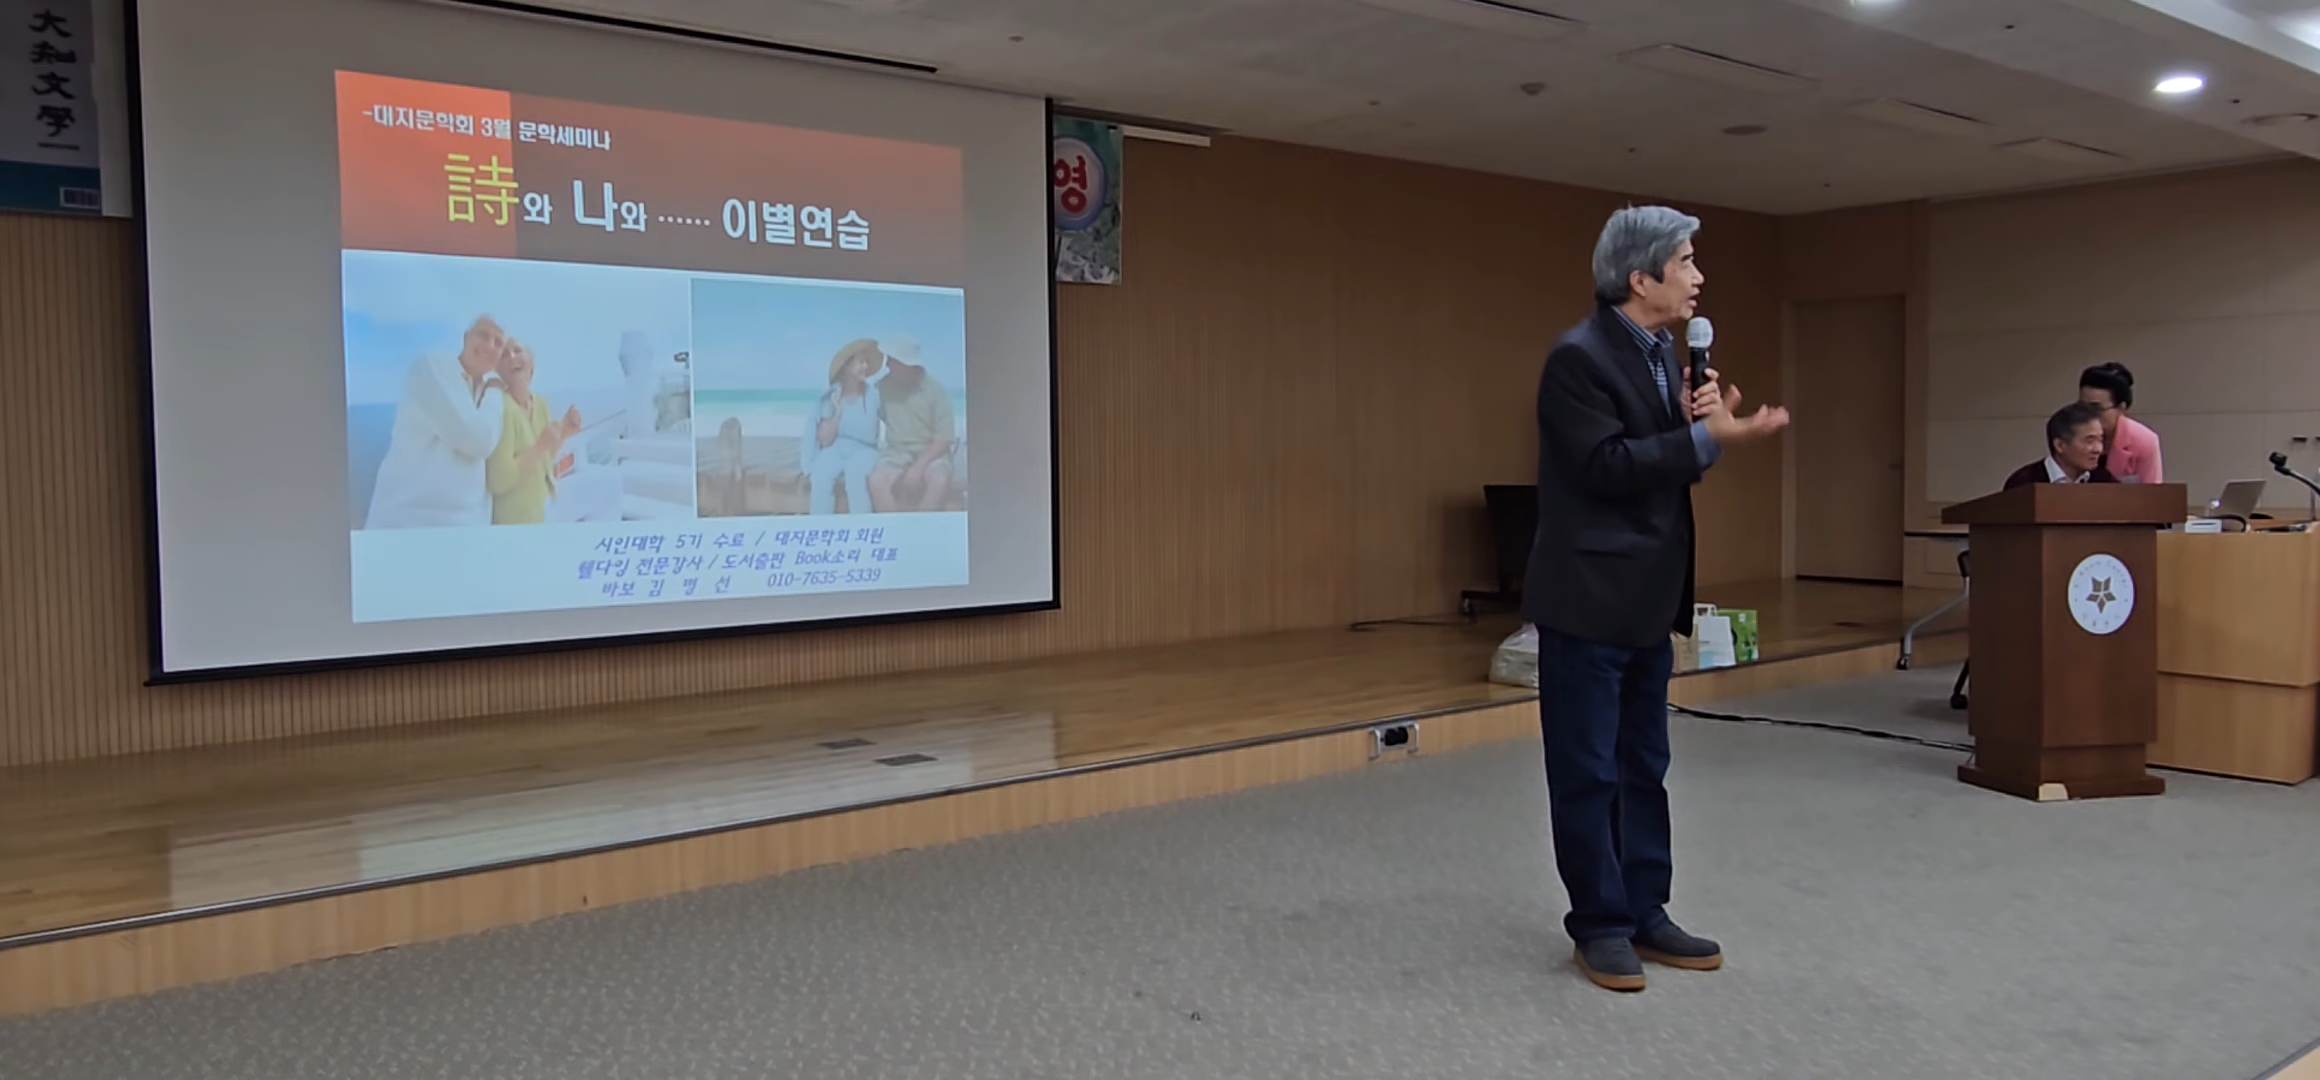 大知文學
-대지문학회 3월 문학세미나
詩와 나와 ...... 이별연습
영
시인대학 5기 수료 / 대지문학회 회원
웰다잉 전문강사 / 도서출판 Book소리 대표
바보 김 명 선 010-7635-5339